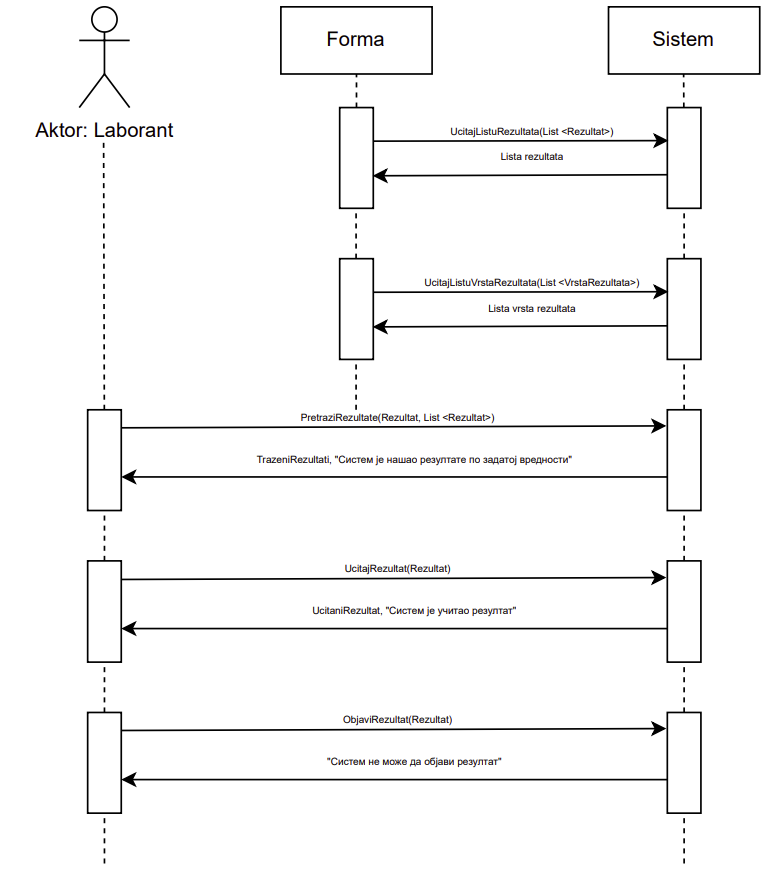 Forma
Sistem
Aktor: Laborant
UcitajListuRezultata(List <Rezultat>)
Lista rezultata
UcitajListuVrstaRezultata(List <VrstaRezultata>)
Lista vrsta rezultata
PretraziRezultate(Rezultat, List <Rezultat>)
TrazeniRezultati, "Систем је нашао резултате по задатој вредности"
UcitajRezultat(Rezultat)
UcitaniRezultat, "Систем је учитао резултат"
ObjaviRezultat(Rezultat)
"Систем не може да објави резултат"